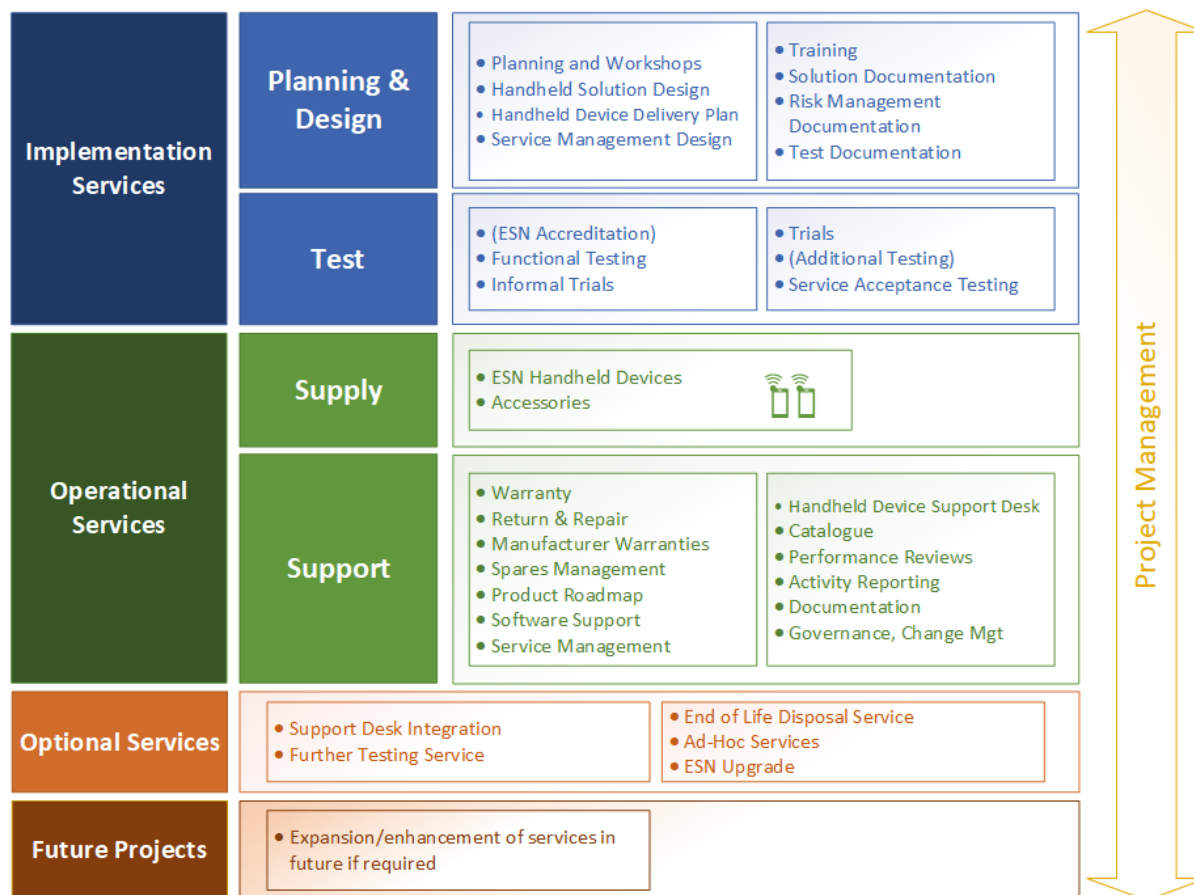 Implementation
Services
Planning &
Design
• Planning and Workshops
• Handheld Solution Design
• Handheld Device Delivery Plan
• Service Management Design
• Training
• Solution Documentation
• Risk Management
Documentation
• Test Documentation
Test
• (ESN Accreditation)
• Functional Testing
• Informal Trials
• Trials
• (Additional Testing)
• Service Acceptance Testing
Operational
Services
Supply
• ESN Handheld Devices
• Accessories
Support
• Warranty
• Return & Repair
• Manufacturer Warranties
• Spares Management
• Product Roadmap
• Software Support
• Service Management
• Handheld Device Support Desk
• Catalogue
• Performance Reviews
• Activity Reporting
• Documentation
• Governance, Change Mgt
Optional Services
• Support Desk Integration
• Further Testing Service
• End of Life Disposal Service
• Ad-Hoc Services
• ESN Upgrade
Future Projects
• Expansion/enhancement of services in
future if required
Project Management